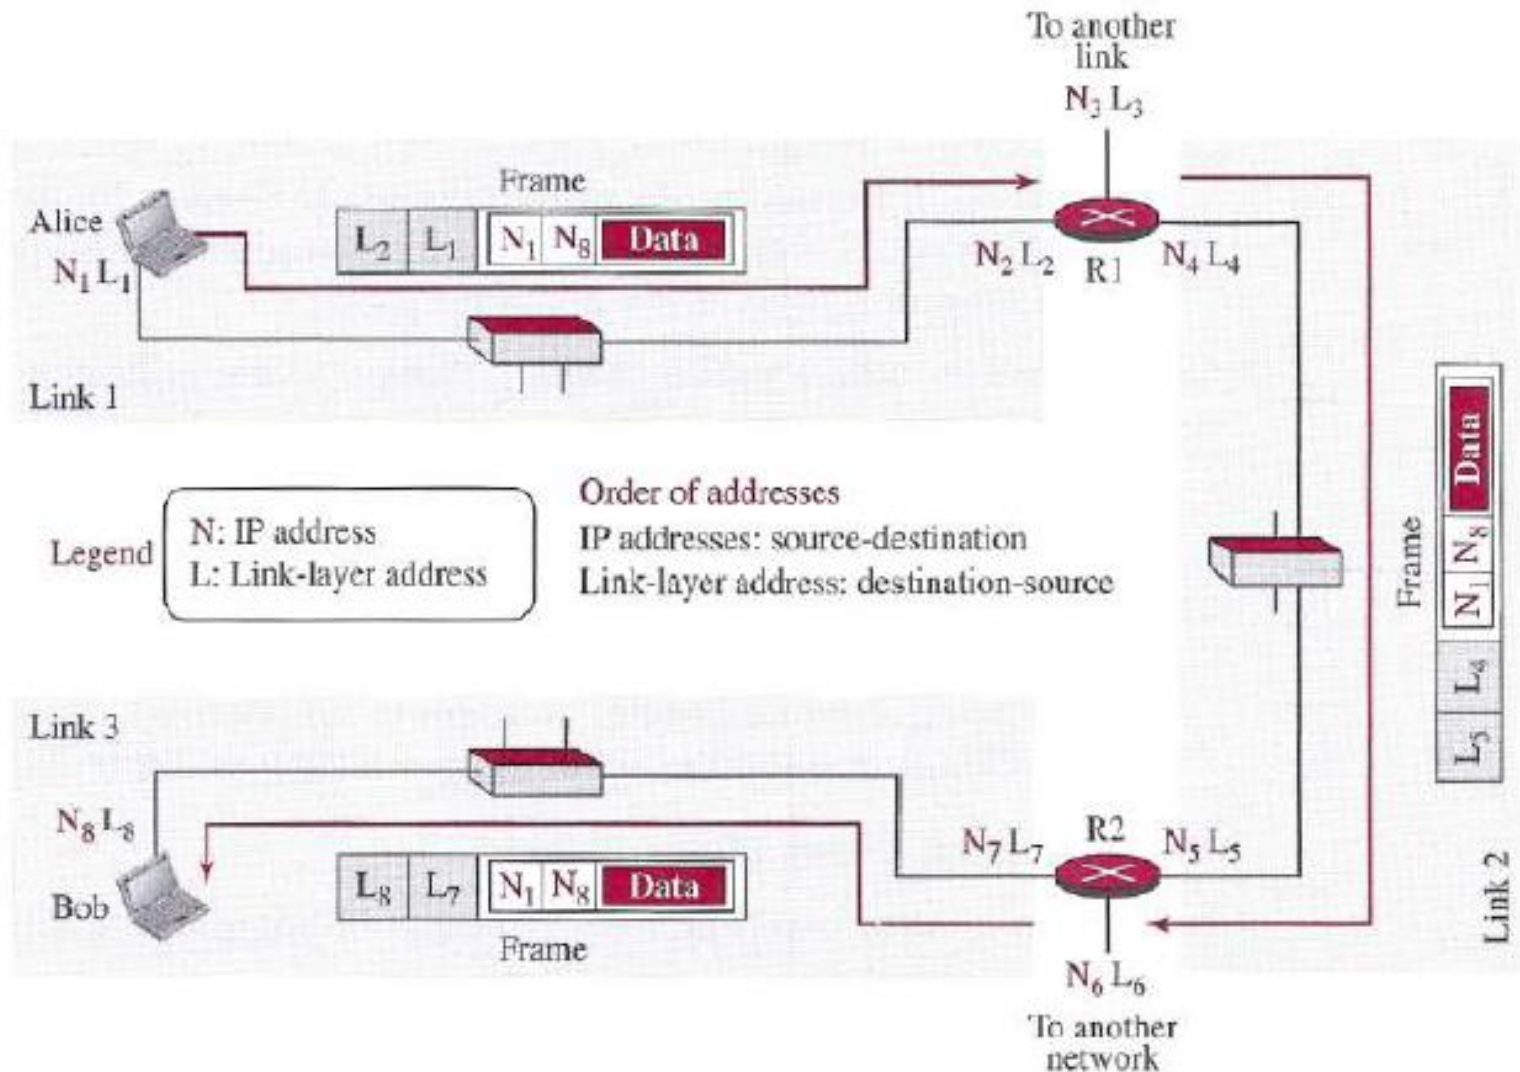 To another
link
N₃ L₃
Frame
Alice
L₂ L₁ N₁ N₈ Data
N₁ L₁
N₂ L₂
R1
N₄ L₄
Link 1
Legend
N: IP address
L: Link-layer address
Order of addresses
IP addresses: source-destination
Link-layer address: destination-source
Frame
L₅ L₄ N₁ N₈ Data
Link 2
Link 3
N₈ L₈
Bob
L₈ L₇ N₁ N₈ Data
Frame
N₇ L₇
R2
N₅ L₅
N₆ L₆
To another
network